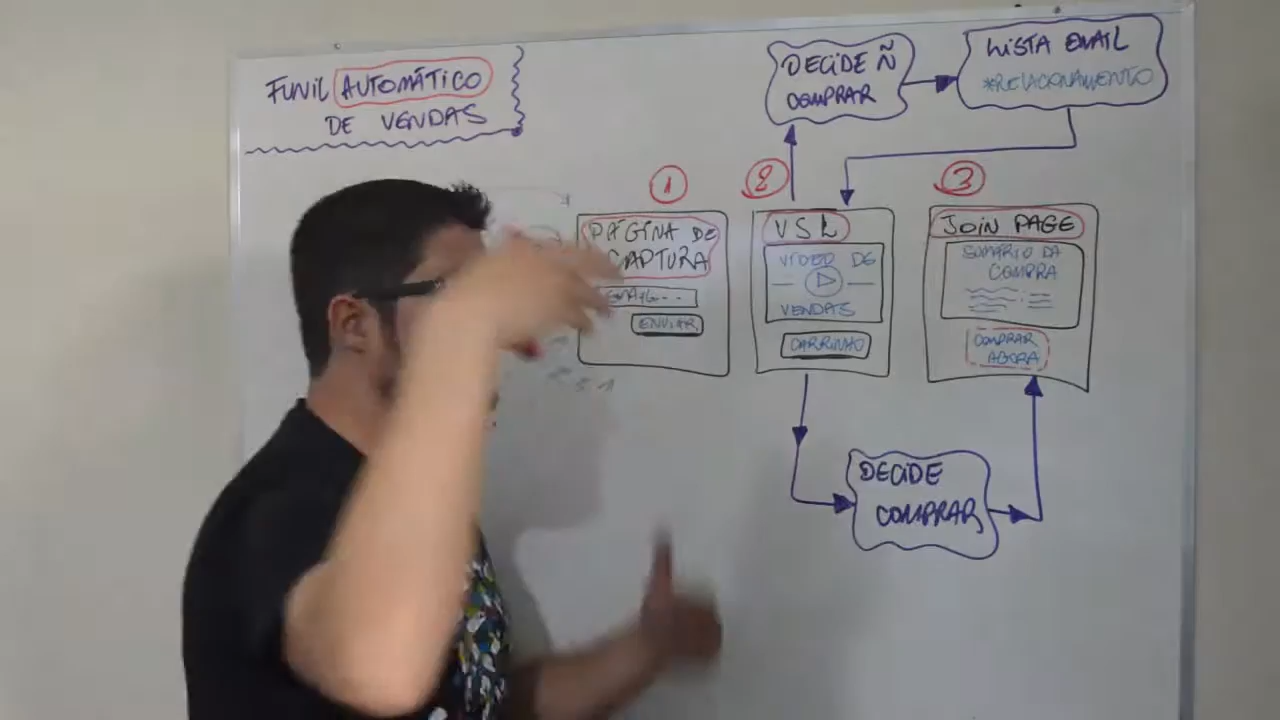 FUNIL AUTOMÁTICO
DE VENDAS
DECIDE Ñ
COMPRAR
LISTA EMAIL
*RELACIONAMENTO
1
2
3
PÁGINA DE
CAPTURA
ENVIAR
VSL
VÍDEO DE
VENDAS
CARRINHO
JOIN PAGE
SUMÁRIO DA
COMPRA
COMPRAR
AGORA
DECIDE
COMPRAR